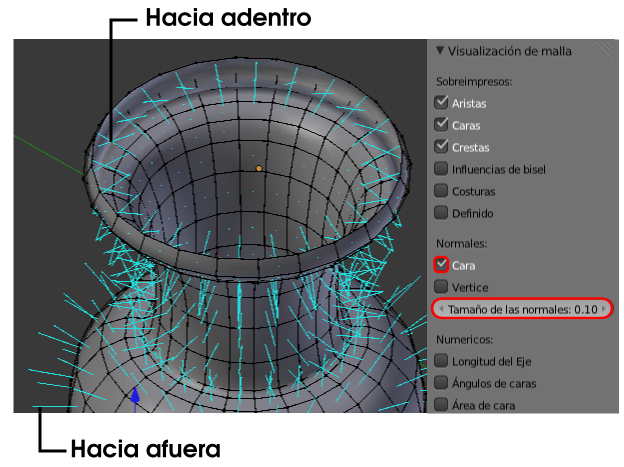 Hacia adentro
Visualización de malla
Sobreimpresos:
Aristas
Caras
Crestas
Influencias de bisel
Costuras
Definido
Normales:
Cara
Vertice
Tamaño de las normales: 0.10
Numericos:
Longitud del Eje
Ángulos de caras
Área de cara
Hacia afuera